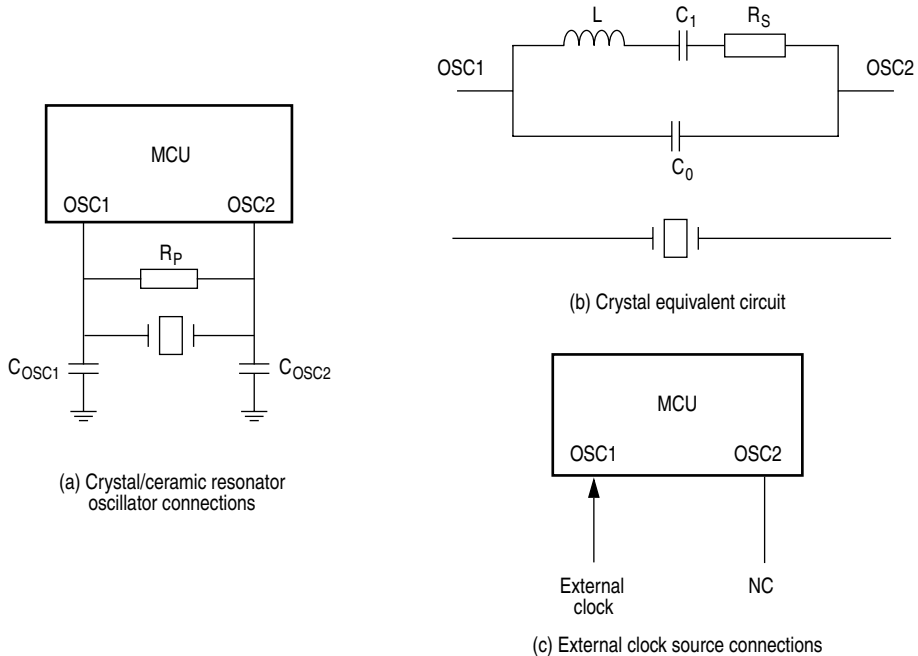 MCU
OSC1 OSC2
R_P
C_OSC1 C_OSC2
(a) Crystal/ceramic resonator
oscillator connections
L C_1 R_S
OSC1 OSC2
C_0
(b) Crystal equivalent circuit
MCU
OSC1 OSC2
External
clock
NC
(c) External clock source connections